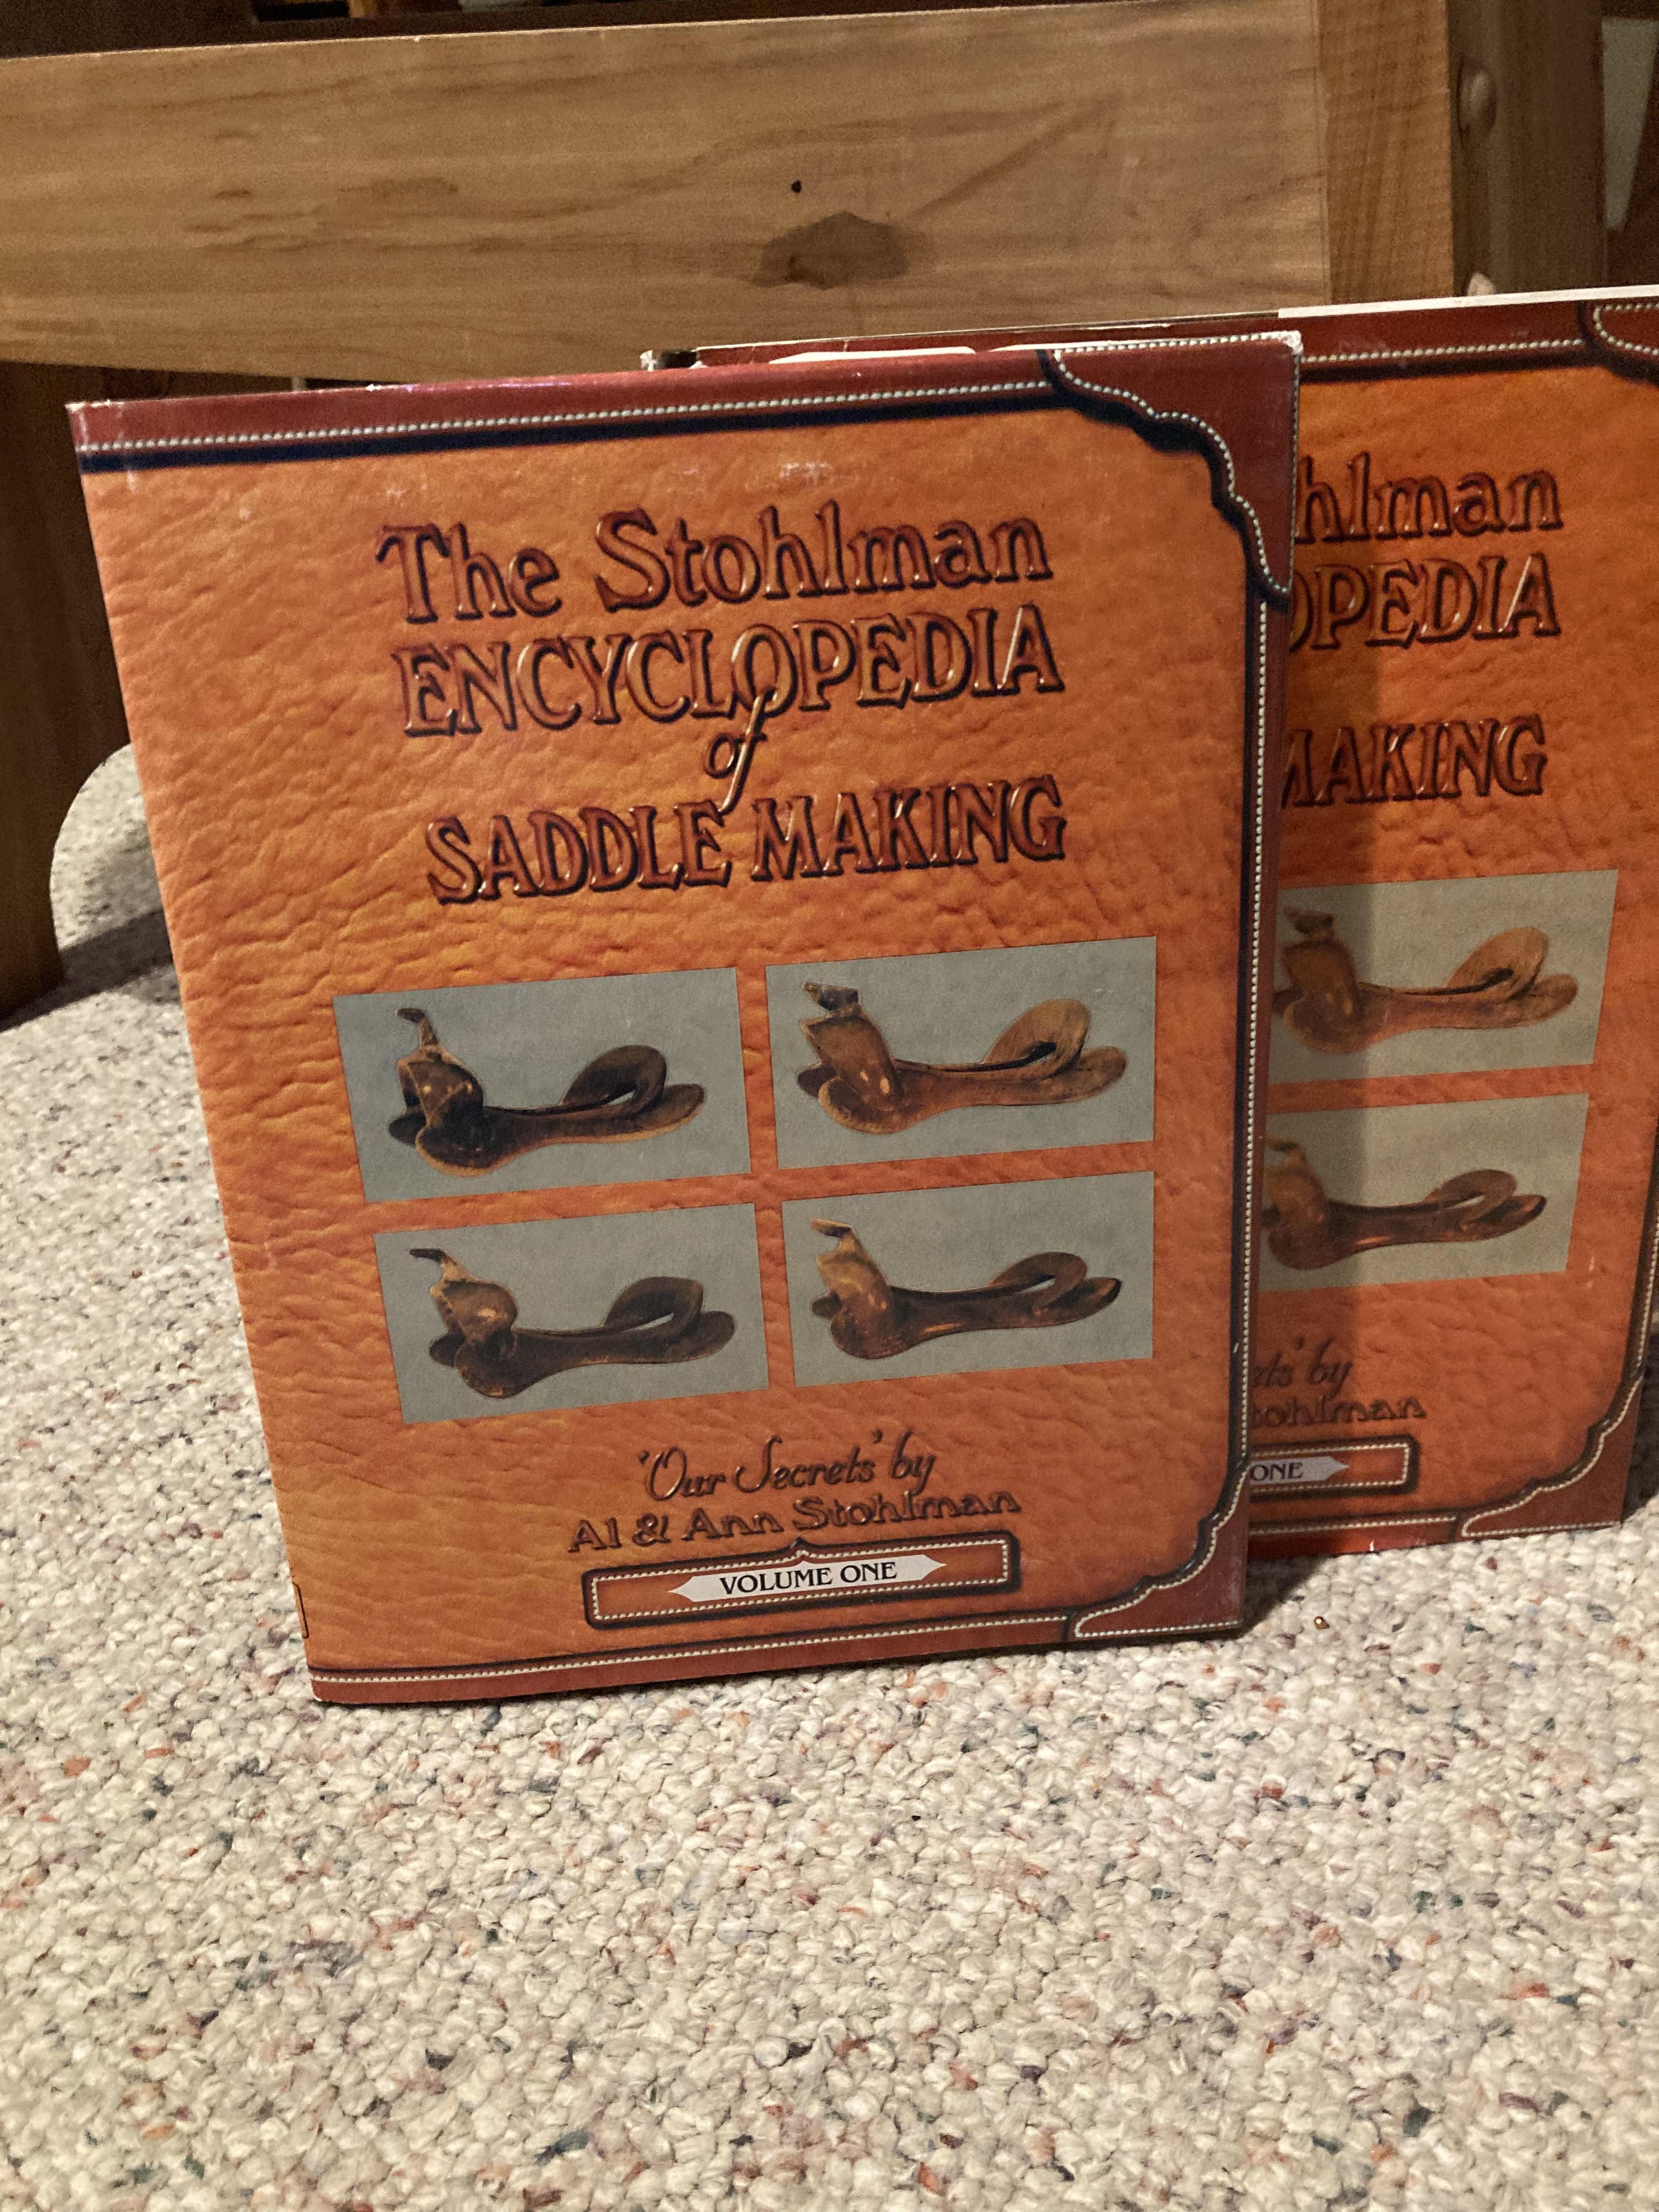 The Stohlman
ENCYCLOPEDIA
of
SADDLE MAKING
'Our Secrets' by
Al & Ann Stohlman
VOLUME ONE
hlman
OPEDIA
MAKING
ets' by
tohlman
ONE